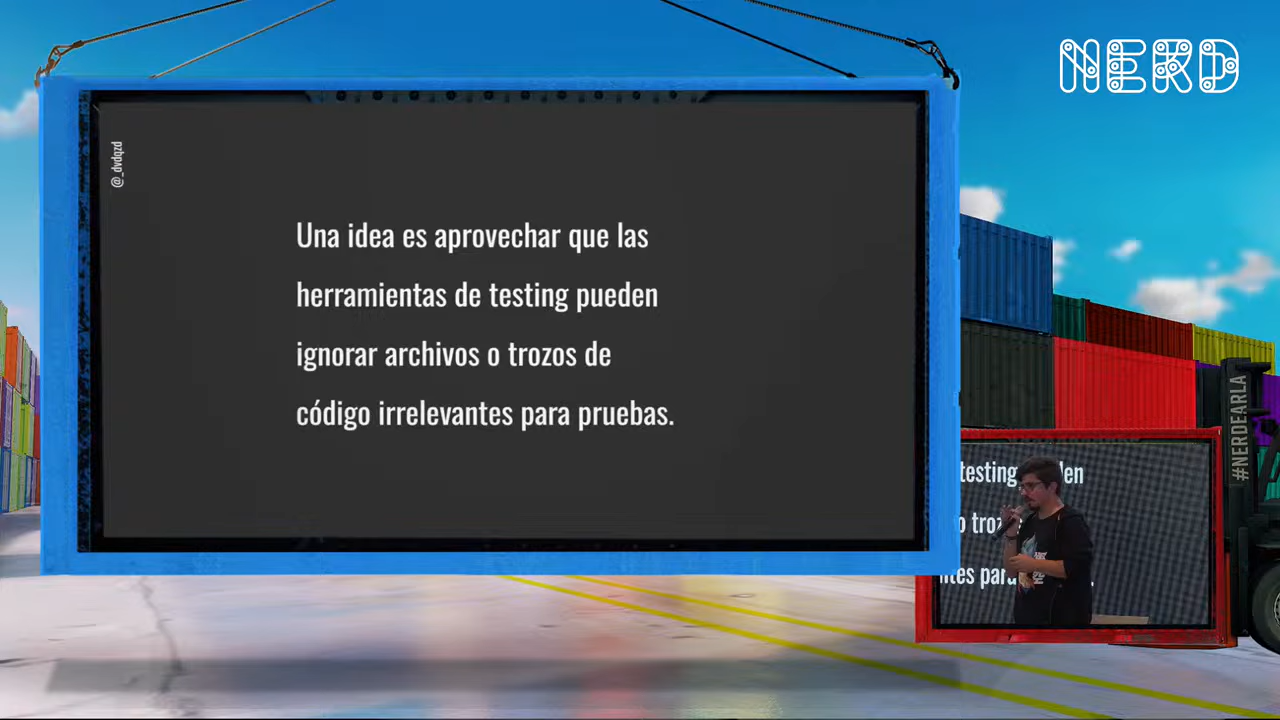 NERD
@_dvdqzd
Una idea es aprovechar que las
herramientas de testing pueden
ignorar archivos o trozos de
código irrelevantes para pruebas.
#NERDEARLA
testing